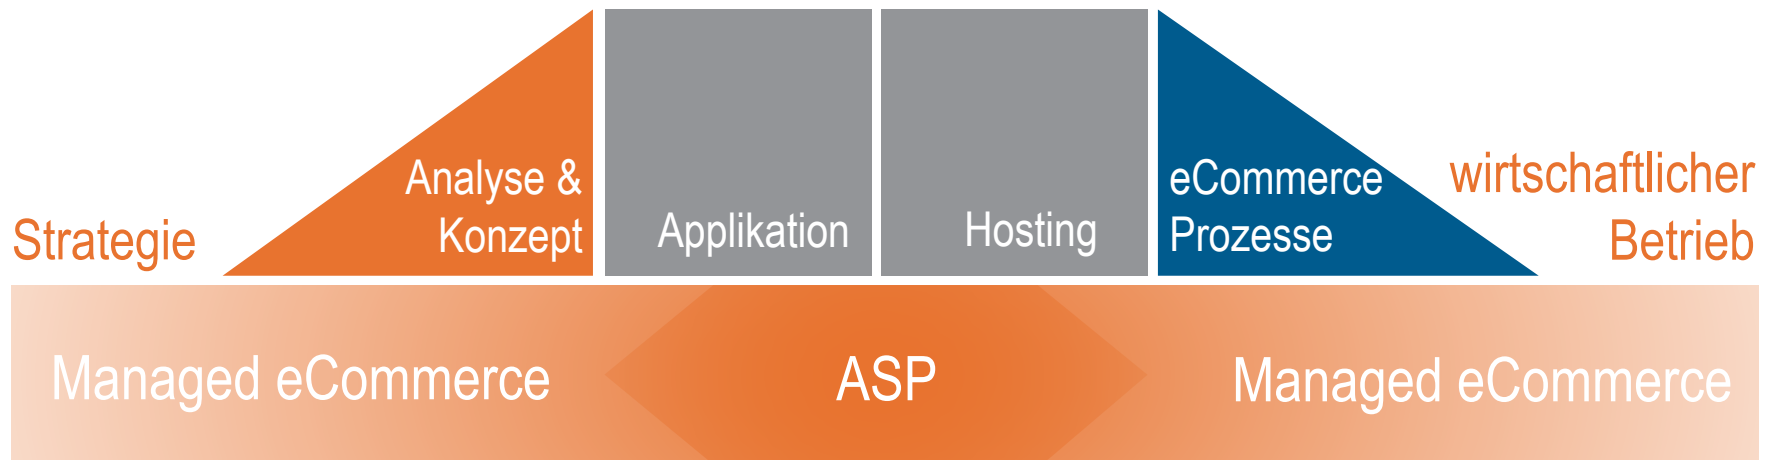 Strategie
Analyse &
Konzept
Applikation
Hosting
eCommerce
Prozesse
wirtschaftlicher
Betrieb
Managed eCommerce
ASP
Managed eCommerce